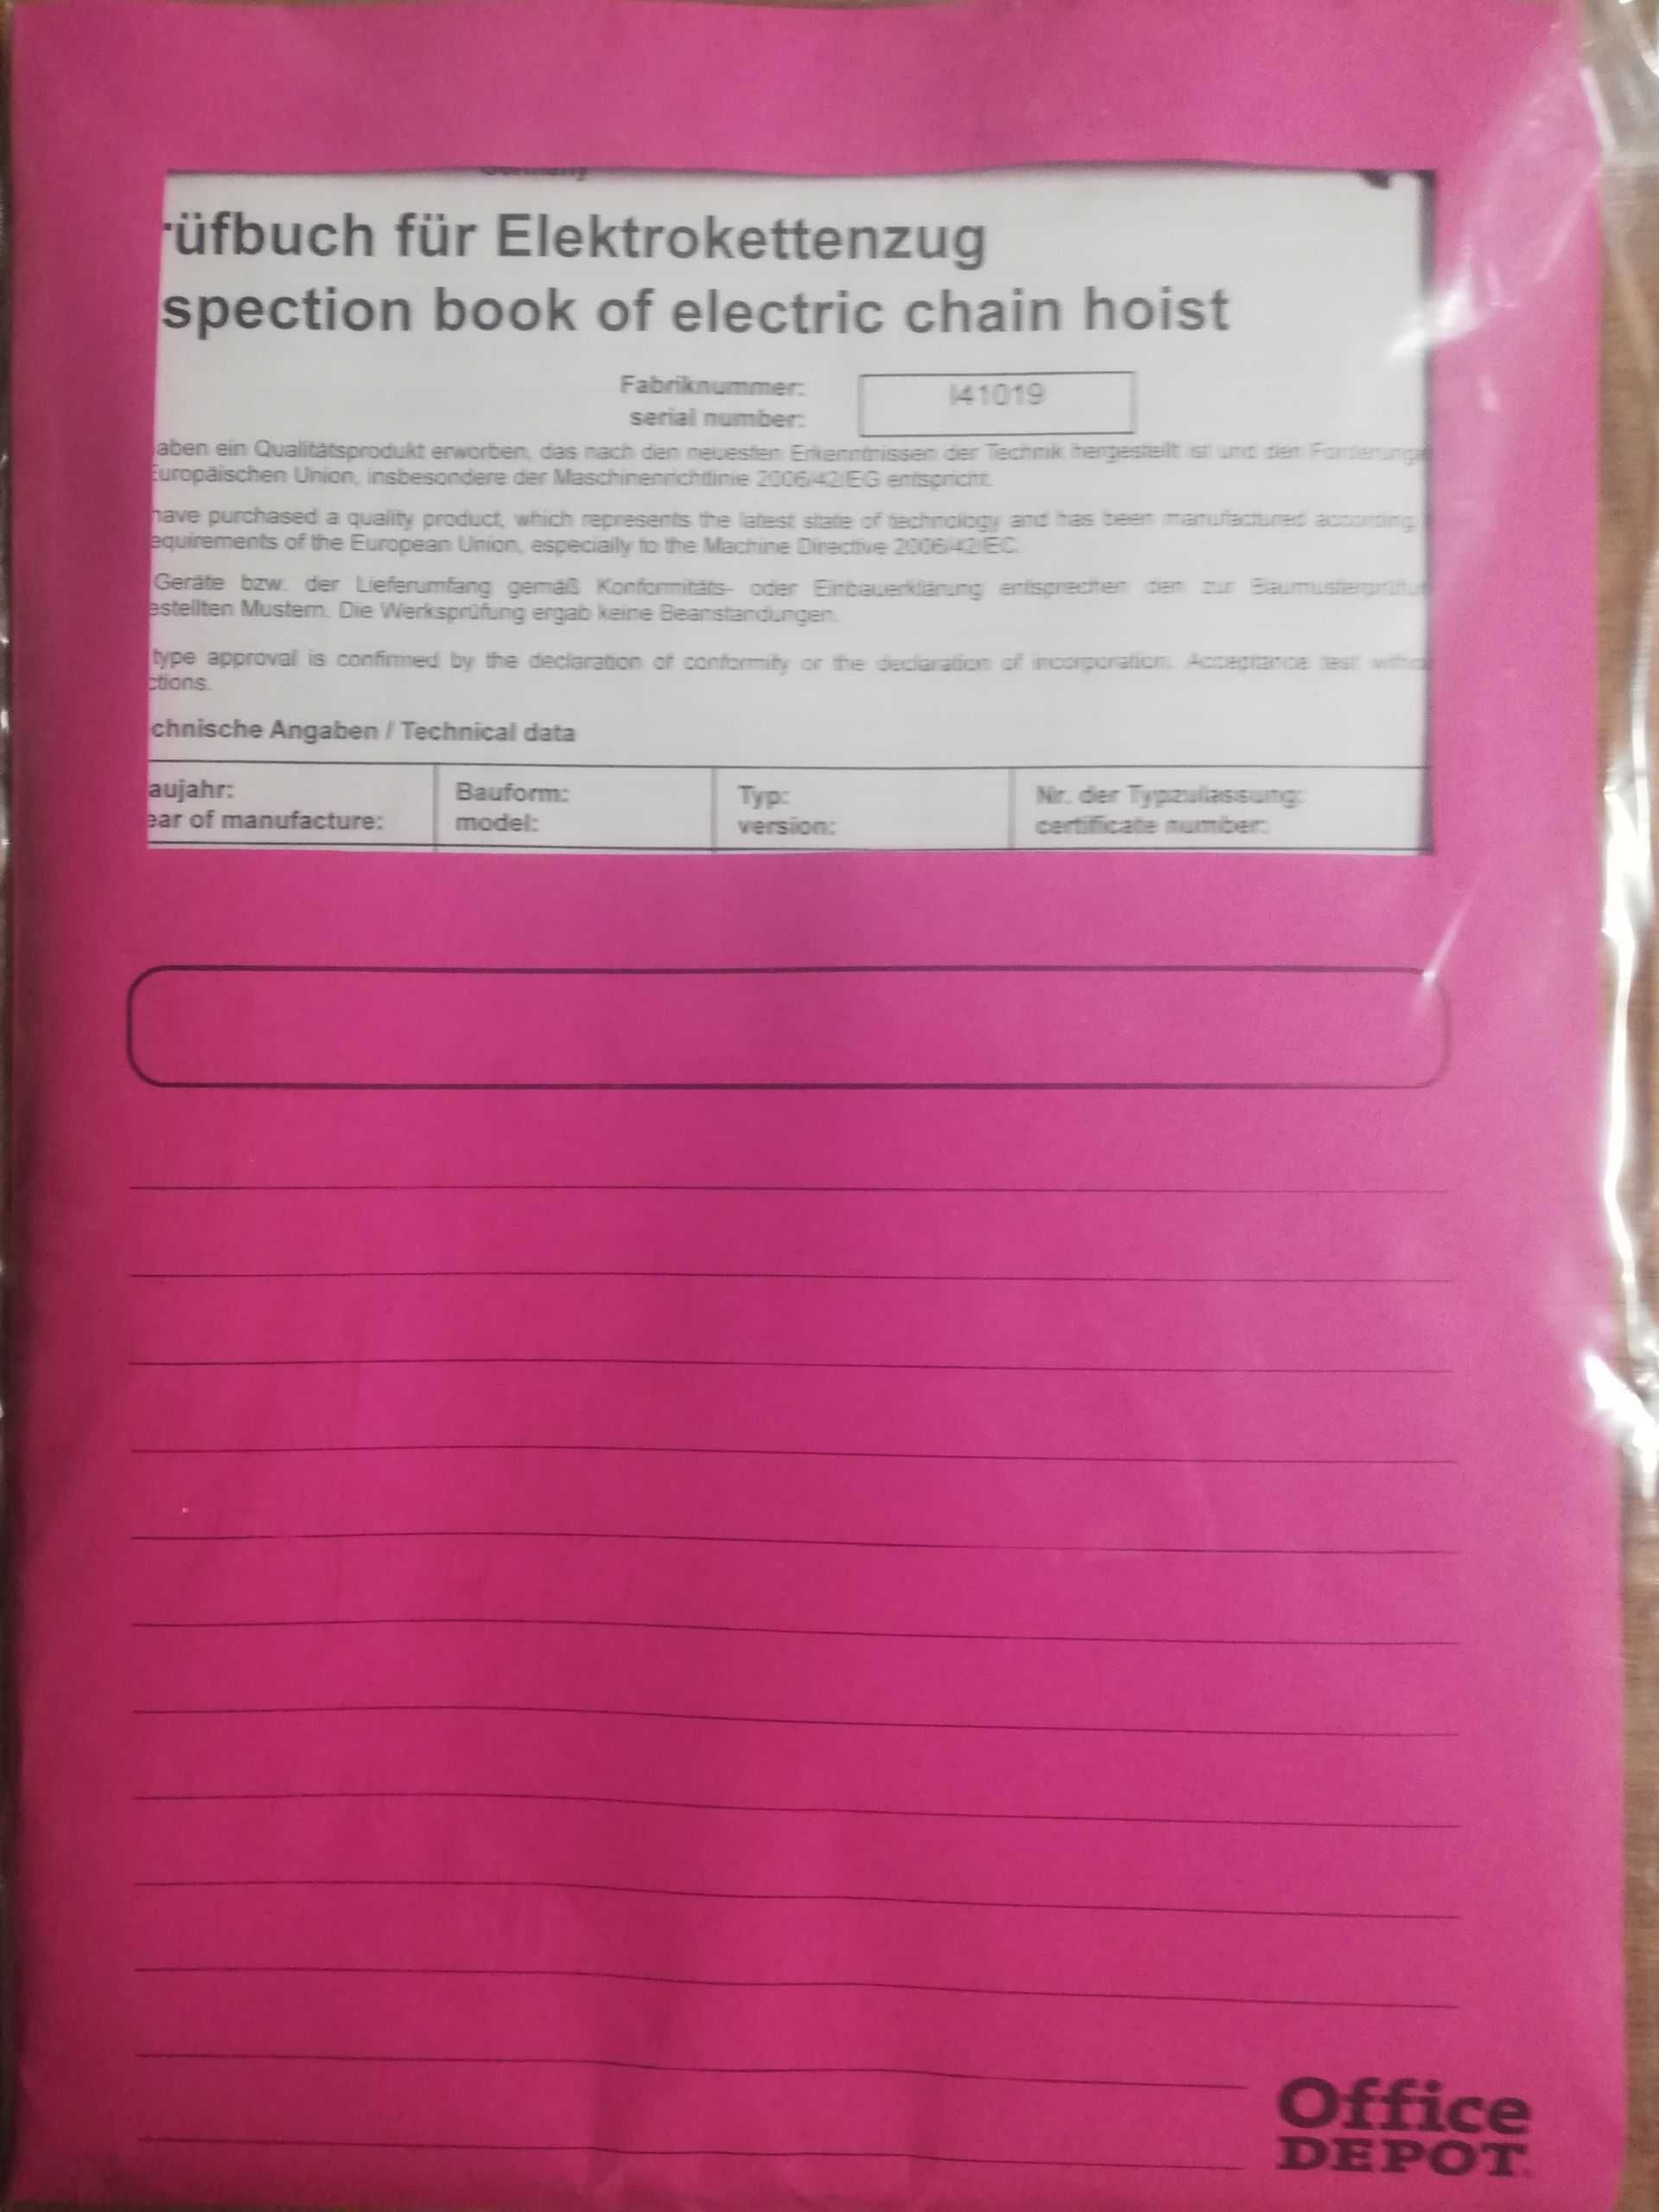 Germany
rüfbuch für Elektrokettenzug
spection book of electric chain hoist
Fabriknummer:
serial number:
I41019
aben ein Qualitätsprodukt erworben, das nach den neuesten Erkenntnissen der Technik hergestellt ist und den Forderunge
Europäischen Union, insbesondere der Maschinenrichtlinie 2006/42/EG entspricht.
have purchased a quality product, which represents the latest state of technology and has been manufactured according
equirements of the European Union, especially to the Machine Directive 2006/42/EC.
Geräte bzw. der Lieferumfang gemäß Konformitäts- oder Einbauerklärung entsprechen den zur Baumusterprüfun
estellten Mustern. Die Werksprüfung ergab keine Beanstandungen.
type approval is confirmed by the declaration of conformity or the declaration of incorporation. Acceptance test
ctions.
chnische Angaben / Technical data
aujahr:
ear of manufacture:
Bauform:
model:
Typ:
version:
Nr. der Typzulassung:
certificate number:
Office
DEPOT